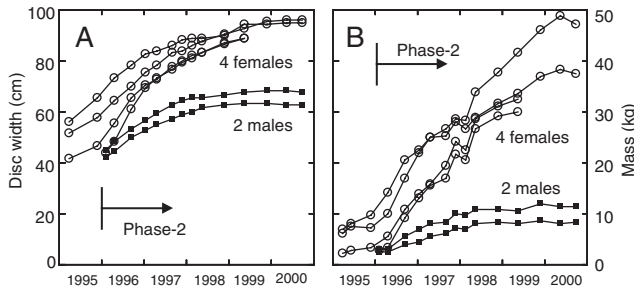 A
B
100
80
60
40
20
0
Disc width (cm)
4 females
2 males
Phase-2
1995 1996 1997 1998 1999 2000
Phase-2
4 females
2 males
50
40
30
20
10
0
Mass (kg)
1995 1996 1997 1998 1999 2000